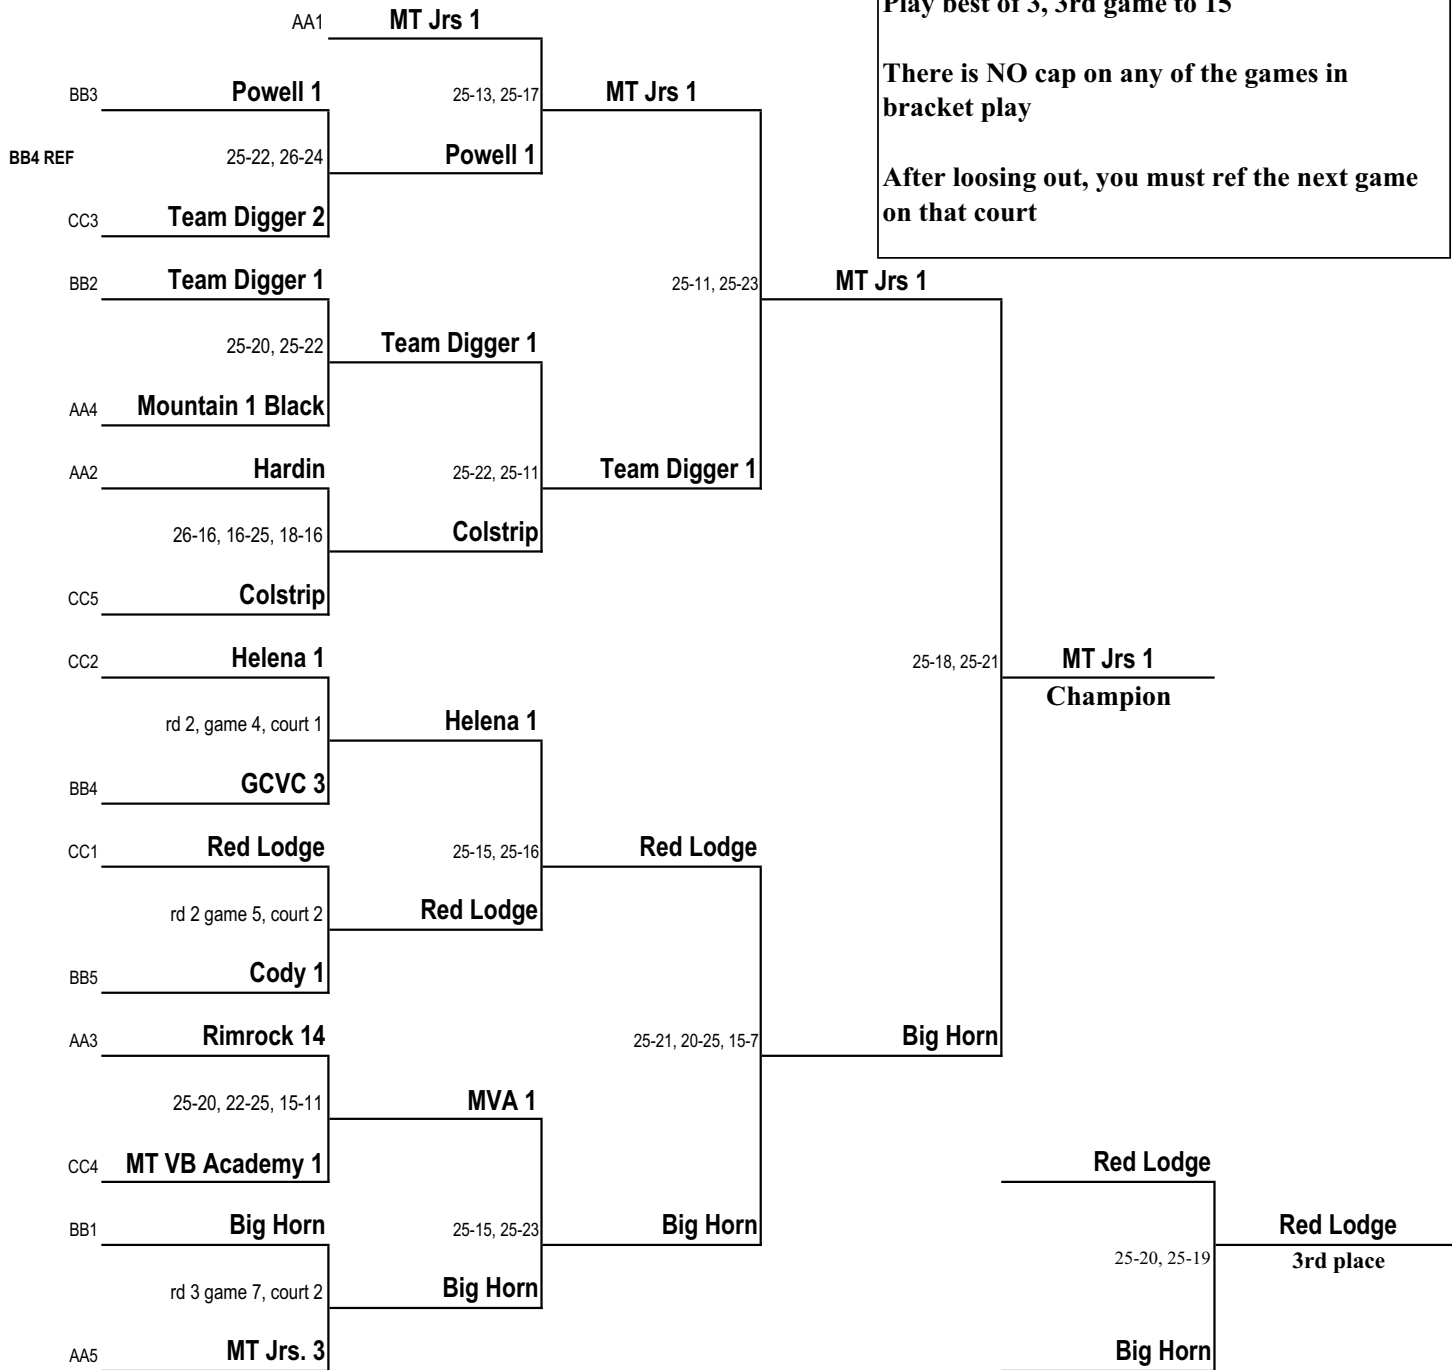 Play best of 3, 3rd game to 15
There is NO cap on any of the games in
bracket play
After loosing out, you must ref the next game
on that court
AA1 MT Jrs 1
BB3 Powell 1 25-13, 25-17 MT Jrs 1
BB4 REF 25-22, 26-24 Powell 1
CC3 Team Digger 2
BB2 Team Digger 1 25-11, 25-23 MT Jrs 1
25-20, 25-22 Team Digger 1
AA4 Mountain 1 Black
AA2 Hardin 25-22, 25-11 Team Digger 1
26-16, 16-25, 18-16 Colstrip
CC5 Colstrip
CC2 Helena 1 25-18, 25-21 MT Jrs 1
Champion
rd 2, game 4, court 1 Helena 1
BB4 GCVC 3
CC1 Red Lodge 25-15, 25-16 Red Lodge
rd 2 game 5, court 2 Red Lodge
BB5 Cody 1
AA3 Rimrock 14 25-21, 20-25, 15-7 Big Horn
25-20, 22-25, 15-11 MVA 1
CC4 MT VB Academy 1 Red Lodge
BB1 Big Horn 25-15, 25-23 Big Horn Red Lodge
25-20, 25-19 3rd place
rd 3 game 7, court 2 Big Horn
AA5 MT Jrs. 3 Big Horn